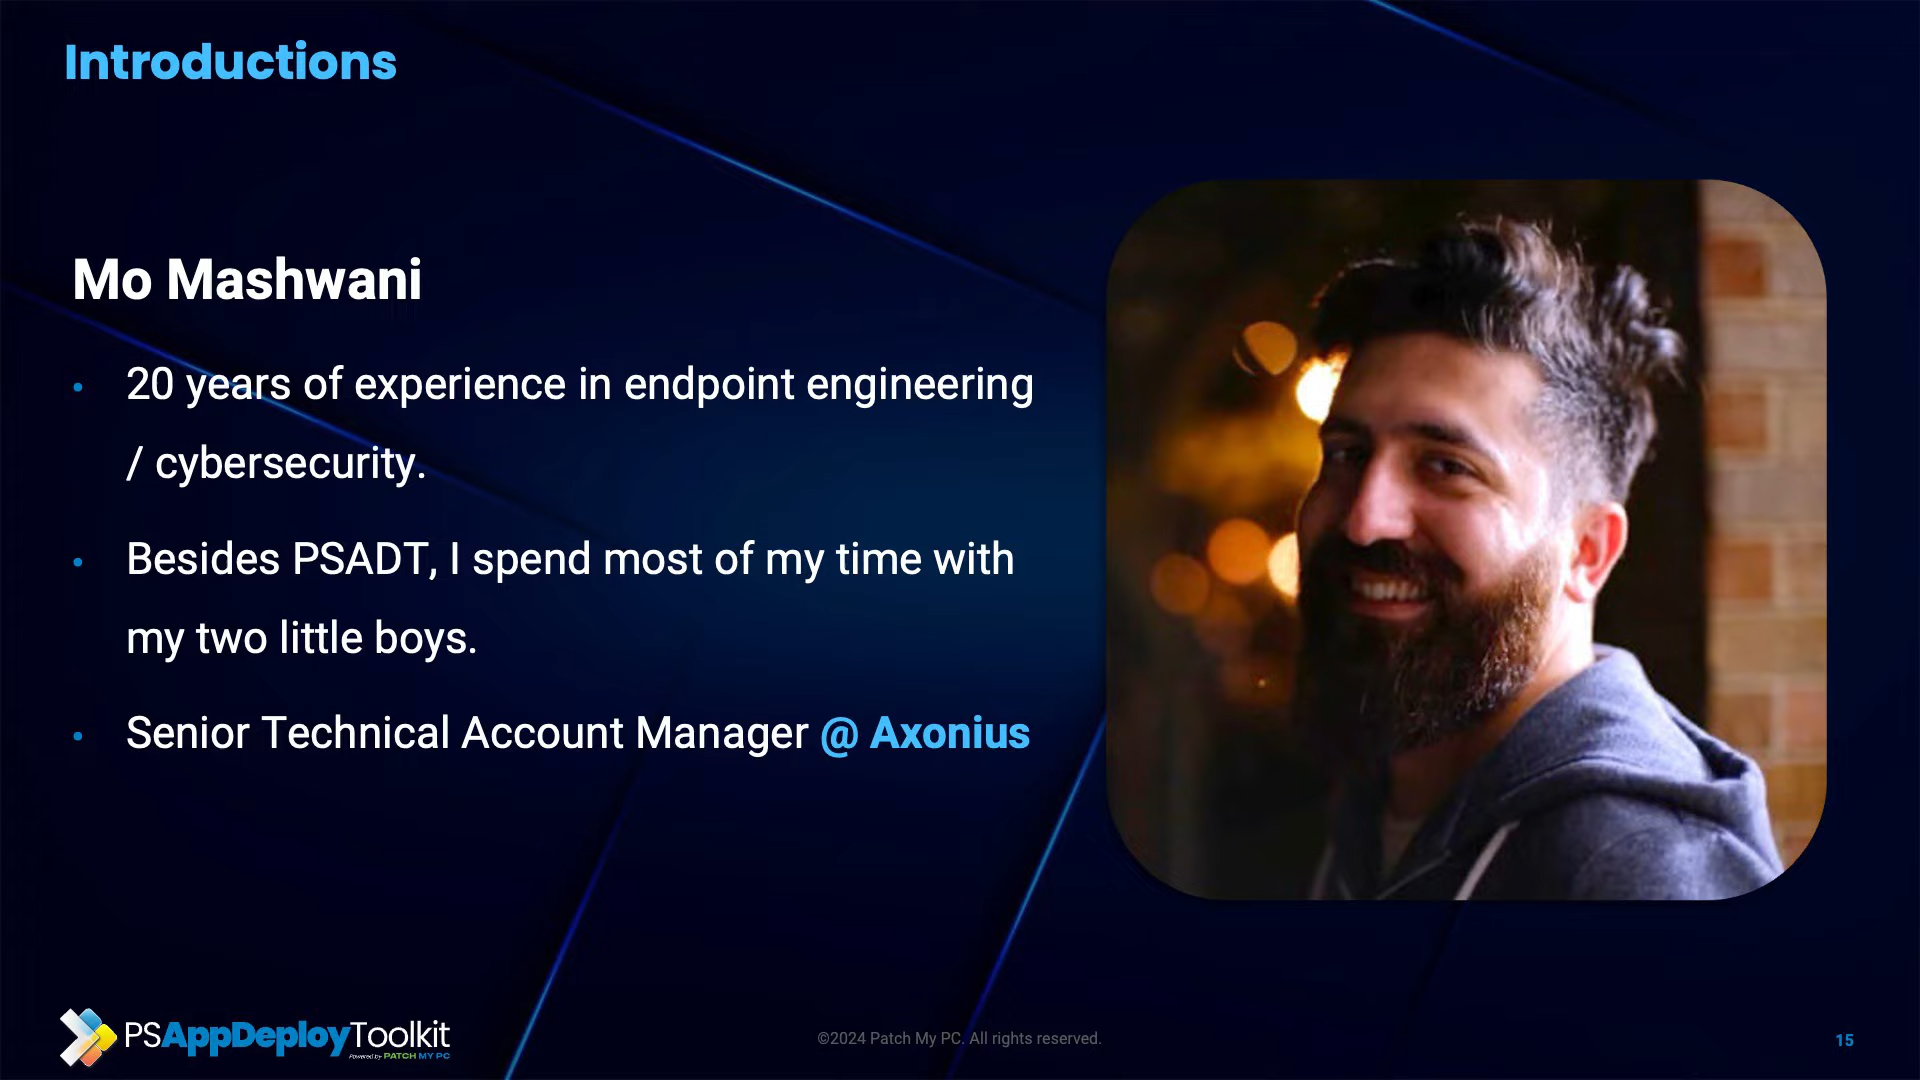 Introductions
Mo Mashwani
• 20 years of experience in endpoint engineering
/ cybersecurity.
• Besides PSADT, I spend most of my time with
my two little boys.
• Senior Technical Account Manager @ Axonius
PSAppDeployToolkit
Powered by PATCH MY PC
©2024 Patch My PC. All rights reserved.
15